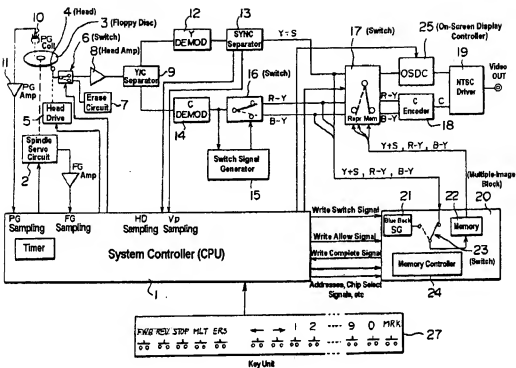 10 4 (Head) 3 (Floppy Disc)
PG Coil
6 (Switch)
8 (Head Amp)
12
Y DEMOD
13
SYNC Separator
Y+S
17 (Switch)
25 (On-Screen Display Controller)
19
11
PG Amp
Y/C Separator
9
16 (Switch)
R-Y
B-Y
OSDC
NTSC Driver
Video OUT
Erase Circuit
7
5
Head Drive
C DEMOD
14
Repr Mem
R-Y
B-Y
C Encoder
C
18
Spindle Servo Circuit
2
FG Amp
Switch Signal Generator
15
Y+S, R-Y, B-Y
Y+S, R-Y, B-Y
(Multiple-Image Block)
PG Sampling
FG Sampling
HD Sampling
VD Sampling
Timer
System Controller (CPU)
1
Write Switch Signal
Write Allow Signal
Write Complete Signal
Addresses, Chip Select Signals, etc
21
Blue Back SG
22
Memory
20
23 (Switch)
Memory Controller
24
FWD REV STOP MLT ERS ← → 1 2 ---- 9 0 MRK
27
Key Unit